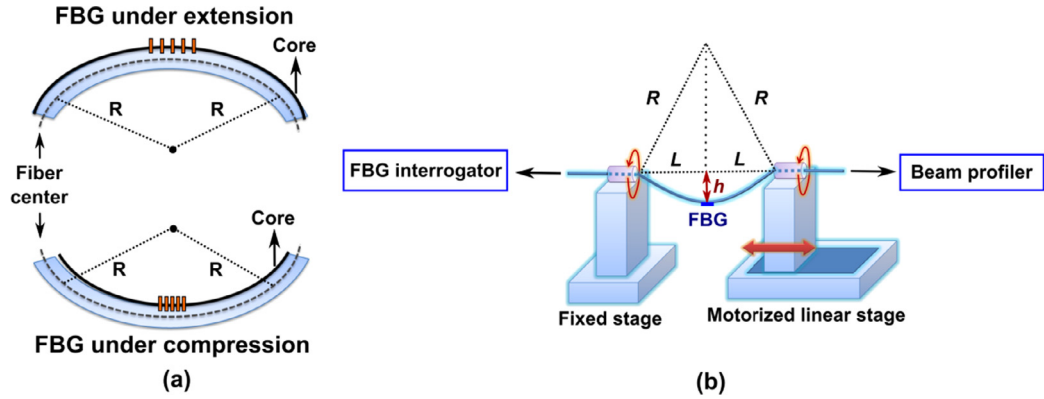 FBG under extension
Core
R R
Fiber
center
Core
R R
FBG under compression
(a)
R R
L L
h
FBG interrogator
Beam profiler
FBG
Fixed stage
Motorized linear stage
(b)